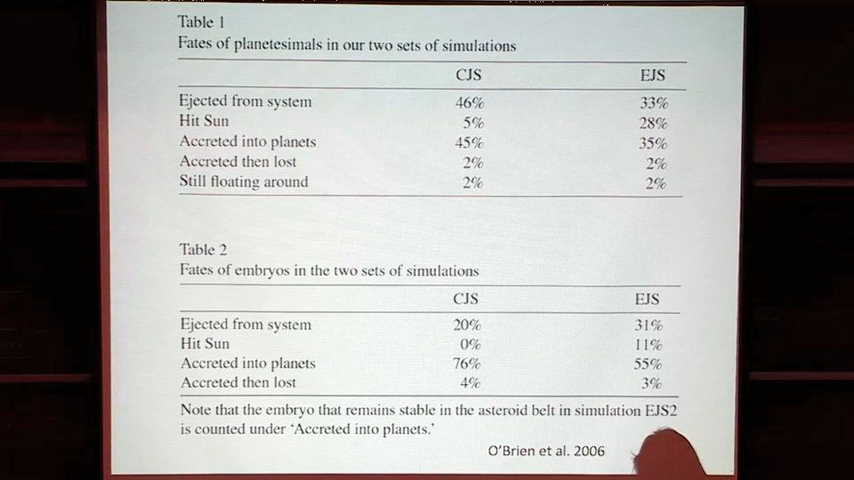 Table 1
Fates of planetesimals in our two sets of simulations
CJS EJS
Ejected from system 46% 33%
Hit Sun 5% 28%
Accreted into planets 45% 35%
Accreted then lost 2% 2%
Still floating around 2% 2%
Table 2
Fates of embryos in the two sets of simulations
CJS EJS
Ejected from system 20% 31%
Hit Sun 0% 11%
Accreted into planets 76% 55%
Accreted then lost 4% 3%
Note that the embryo that remains stable in the asteroid belt in simulation EJS2
is counted under ‘Accreted into planets.’
O’Brien et al. 2006